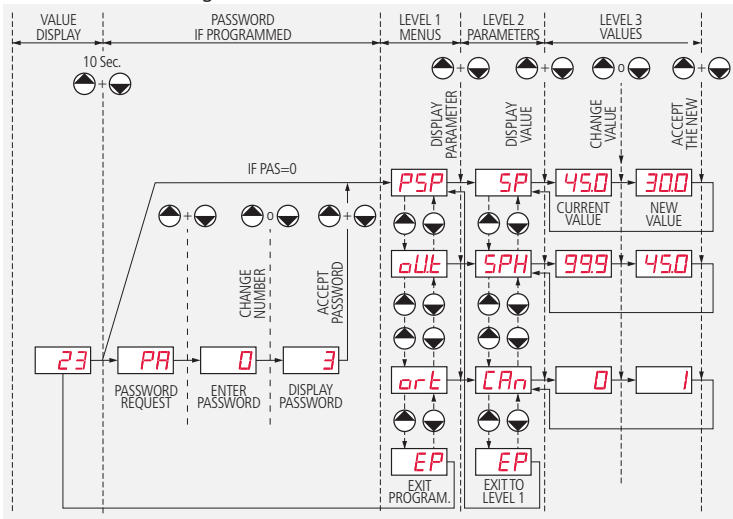 VALUE
DISPLAY
PASSWORD
IF PROGRAMMED
LEVEL 1
MENUS
LEVEL 2
PARAMETERS
LEVEL 3
VALUES
10 Sec.
+
+
+
o
+
DISPLAY
PARAMETER
DISPLAY
VALUE
CHANGE
VALUE
ACCEPT
THE NEW
IF PAS=0
PSP
SP
45.0
30.0
CURRENT
VALUE
NEW
VALUE
+
o
+
CHANGE
NUMBER
ACCEPT
PASSWORD
oU.t
SPH
99.9
45.0
23
PA
0
3
PASSWORD
REQUEST
ENTER
PASSWORD
DISPLAY
PASSWORD
ort
CAn
0
1
EP
EP
EXIT
PROGRAM.
EXIT TO
LEVEL 1